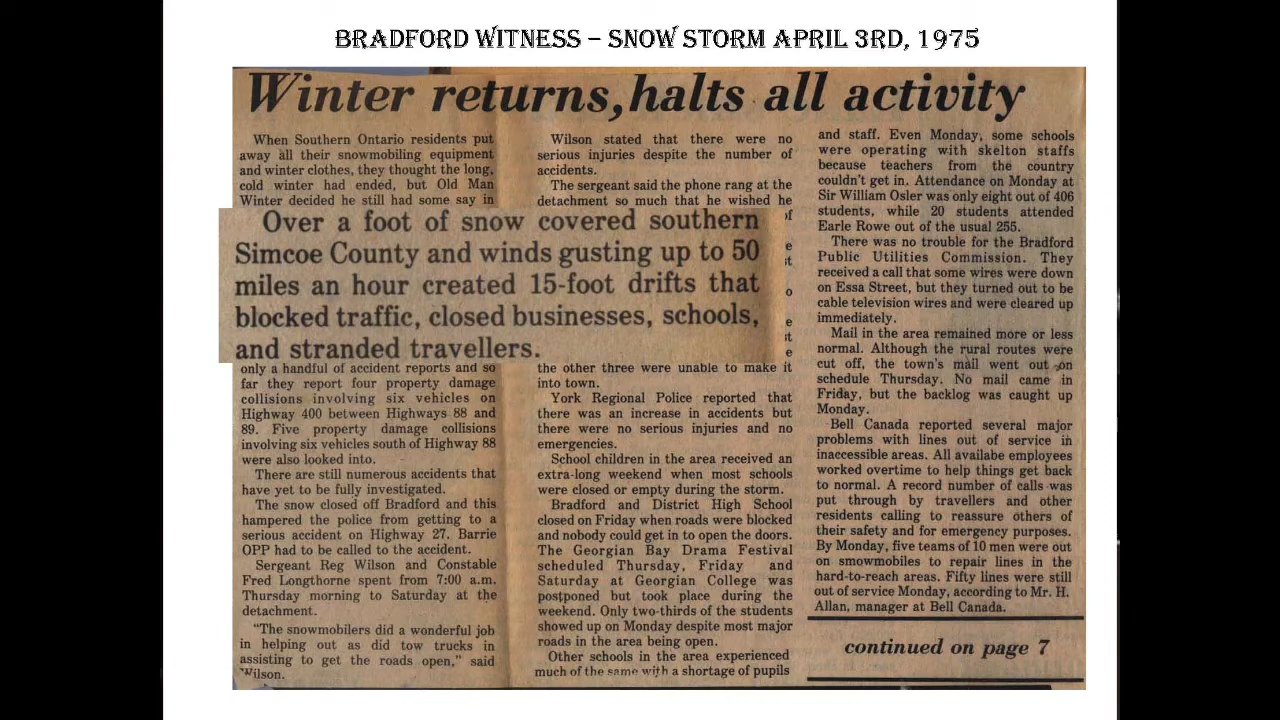 BRADFORD WITNESS – SNOW STORM APRIL 3RD, 1975
Winter returns, halts all activity
When Southern Ontario residents put
away all their snowmobiling equipment
and winter clothes, they thought the long,
cold winter had ended, but Old Man
Winter decided he still had some say in
Over a foot of snow covered southern
Simcoe County and winds gusting up to 50
miles an hour created 15-foot drifts that
blocked traffic, closed businesses, schools,
and stranded travellers.
only a handful of accident reports and so
far they report four property damage
collisions involving six vehicles on
Highway 400 between Highways 88 and
89. Five property damage collisions
involving six vehicles south of Highway 88
were also looked into.
There are still numerous accidents that
have yet to be fully investigated.
The snow closed off Bradford and this
hampered the police from getting to a
serious accident on Highway 27. Barrie
OPP had to be called to the accident.
Sergeant Reg Wilson and Constable
Fred Longthorne spent from 7:00 a.m.
Thursday morning to Saturday at the
detachment.
"The snowmobilers did a wonderful job
in helping out as did tow trucks in
assisting to get the roads open," said
Wilson.
Wilson stated that there were no
serious injuries despite the number of
accidents.
The sergeant said the phone rang at the
detachment so much that he wished he
the other three were unable to make it
into town.
York Regional Police reported that
there was an increase in accidents but
there were no serious injuries and no
emergencies.
School children in the area received an
extra-long weekend when most schools
were closed or empty during the storm.
Bradford and District High School
closed on Friday when roads were blocked
and nobody could get in to open the doors.
The Georgian Bay Drama Festival
scheduled Thursday, Friday and
Saturday at Georgian College was
postponed but took place during the
weekend. Only two-thirds of the students
showed up on Monday despite most major
roads in the area being open.
Other schools in the area experienced
much of the same with a shortage of pupils
and staff. Even Monday, some schools
were operating with skelton staffs
because teachers from the country
couldn't get in. Attendance on Monday at
Sir William Osler was only eight out of 406
students, while 20 students attended
Earle Rowe out of the usual 255.
There was no trouble for the Bradford
Public Utilities Commission. They
received a call that some wires were down
on Essa Street, but they turned out to be
cable television wires and were cleared up
immediately.
Mail in the area remained more or less
normal. Although the rural routes were
cut off, the town's mail went out on
schedule Thursday. No mail came in
Friday, but the backlog was caught up
Monday.
Bell Canada reported several major
problems with lines out of service in
inaccessible areas. All availabe employees
worked overtime to help things get back
to normal. A record number of calls was
put through by travellers and other
residents calling to reassure others of
their safety and for emergency purposes.
By Monday, five teams of 10 men were out
on smowmobiles to repair lines in the
hard-to-reach areas. Fifty lines were still
out of service Monday, according to Mr. H.
Allan, manager at Bell Canada.
continued on page 7